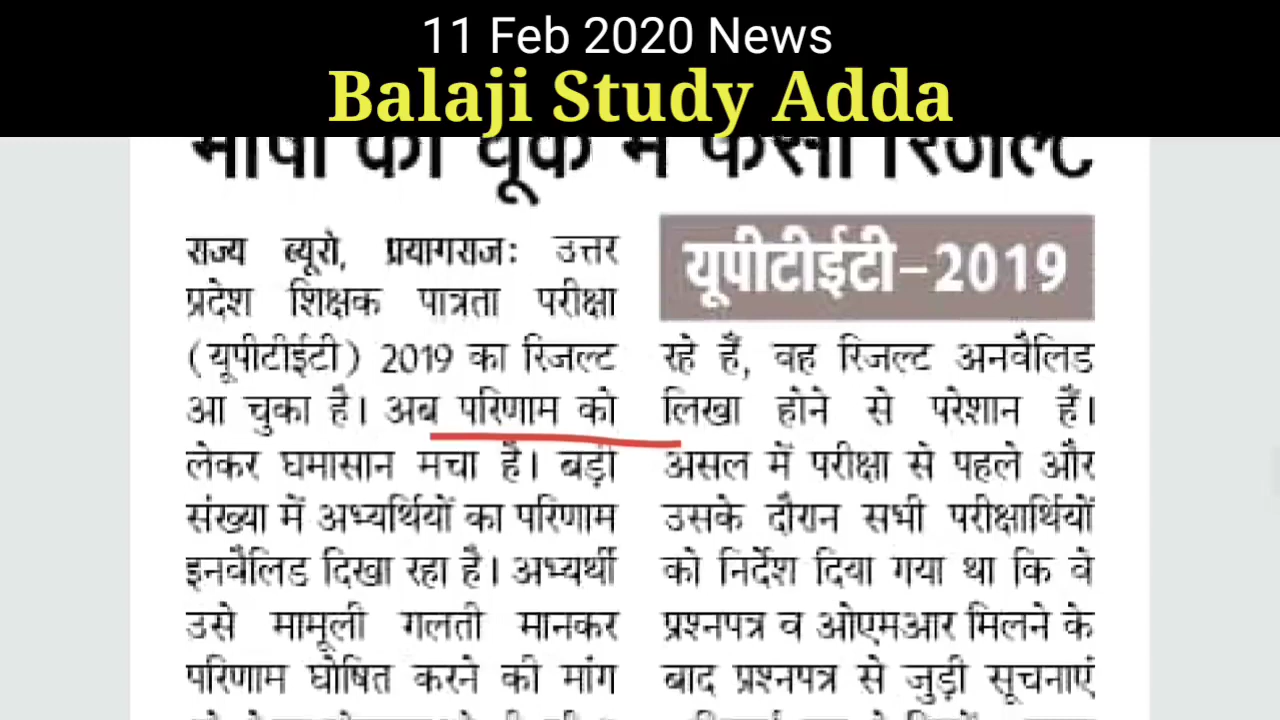 11 Feb 2020 News
Balaji Study Adda
भाषा की चूक में फंसा रिजल्ट
राज्य ब्यूरो, प्रयागराज: उत्तर
प्रदेश शिक्षक पात्रता परीक्षा
(यूपीटीईटी) 2019 का रिजल्ट
आ चुका है। अब परिणाम को
लेकर घमासान मचा है। बड़ी
संख्या में अभ्यर्थियों का परिणाम
इनवैलिड दिखा रहा है। अभ्यर्थी
उसे मामूली गलती मानकर
परिणाम घोषित करने की मांग
यूपीटीईटी-2019
रहे हैं, वह रिजल्ट अनवैलिड
लिखा होने से परेशान हैं।
असल में परीक्षा से पहले और
उसके दौरान सभी परीक्षार्थियों
को निर्देश दिया गया था कि वे
प्रश्नपत्र व ओएमआर मिलने के
बाद प्रश्नपत्र से जुड़ी सूचनाएं